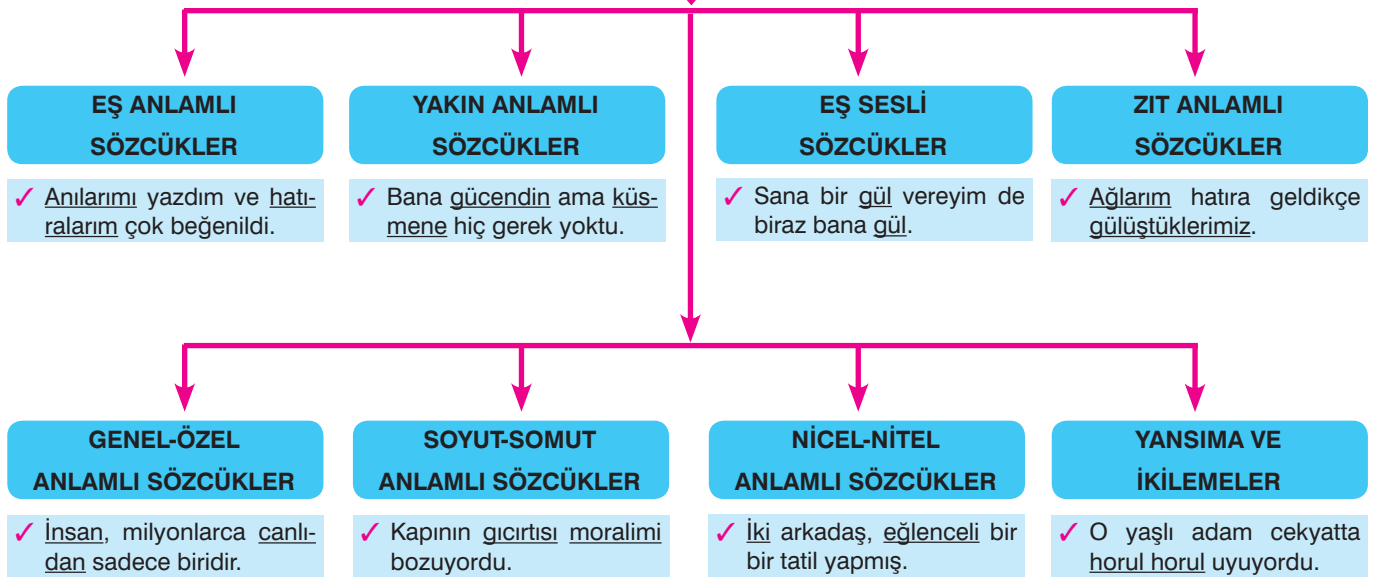 EŞ ANLAMLI
SÖZCÜKLER
✓ Anılarımı yazdım ve hatı-
ralarım çok beğenildi.
YAKIN ANLAMLI
SÖZCÜKLER
✓ Bana gücendin ama küs-
mene hiç gerek yoktu.
EŞ SESLİ
SÖZCÜKLER
✓ Sana bir gül vereyim de
biraz bana gül.
ZIT ANLAMLI
SÖZCÜKLER
✓ Ağlarım hatıra geldikçe
gülüştüklerimiz.
GENEL-ÖZEL
ANLAMLI SÖZCÜKLER
✓ İnsan, milyonlarca canlı-
dan sadece biridir.
SOYUT-SOMUT
ANLAMLI SÖZCÜKLER
✓ Kapının gıcırtısı moralimi
bozuyordu.
NİCEL-NİTEL
ANLAMLI SÖZCÜKLER
✓ İki arkadaş, eğlenceli bir
bir tatil yapmış.
YANSIMA VE
İKİLEMELER
✓ O yaşlı adam cekyatta
horul horul uyuyordu.